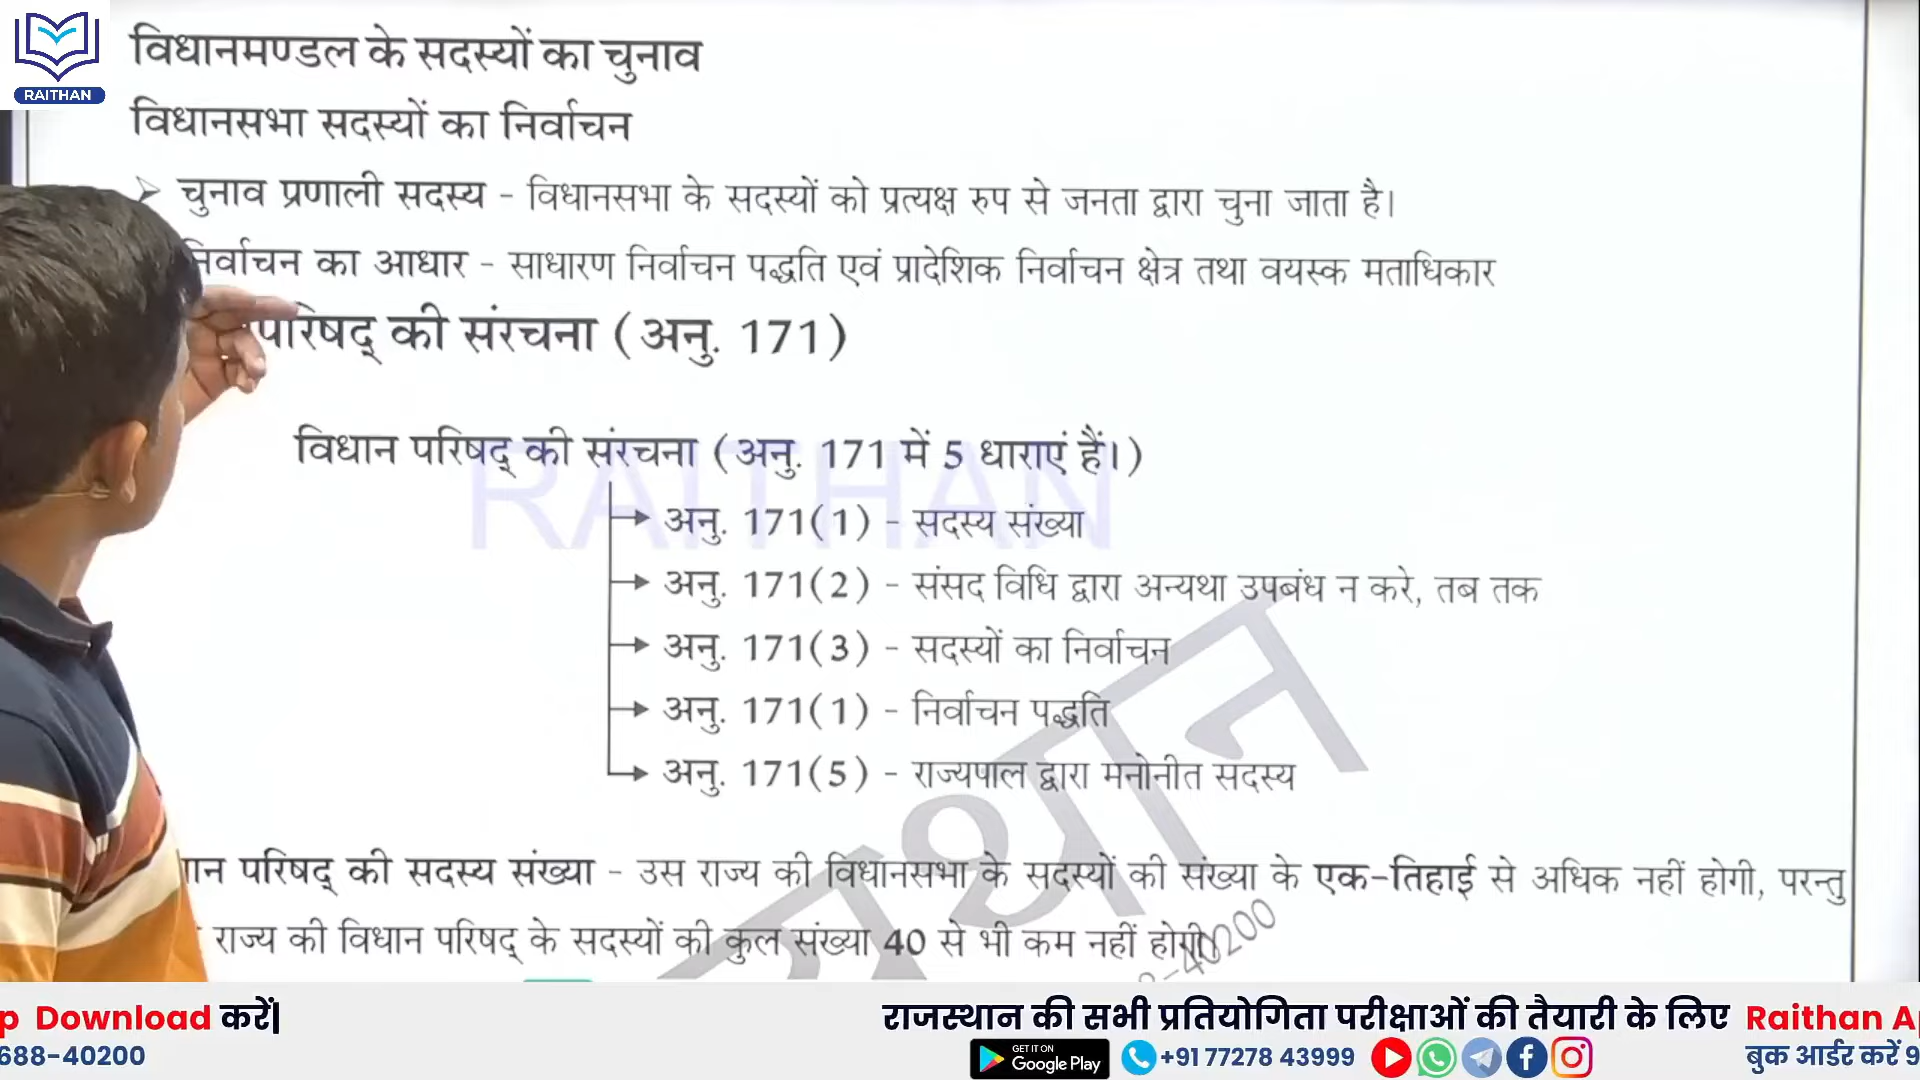 RAITHAN
विधानमण्डल के सदस्यों का चुनाव
विधानसभा सदस्यों का निर्वाचन
➢ चुनाव प्रणाली सदस्य - विधानसभा के सदस्यों को प्रत्यक्ष रुप से जनता द्वारा चुना जाता है।
निर्वाचन का आधार - साधारण निर्वाचन पद्धति एवं प्रादेशिक निर्वाचन क्षेत्र तथा वयस्क मताधिकार
परिषद् की संरचना (अनु. 171)
विधान परिषद् की संरचना (अनु. 171 में 5 धाराएं हैं।)
RAITHAN
अनु. 171(1) - सदस्य संख्या
अनु. 171(2) - संसद विधि द्वारा अन्यथा उपबंध न करे, तब तक
अनु. 171(3) - सदस्यों का निर्वाचन
अनु. 171(1) - निर्वाचन पद्धति
अनु. 171(5) - राज्यपाल द्वारा मनोनीत सदस्य
परिषद् की सदस्य संख्या - उस राज्य की विधानसभा के सदस्यों की संख्या के एक-तिहाई से अधिक नहीं होगी, परन्तु
राज्य की विधान परिषद् के सदस्यों की कुल संख्या 40 से भी कम नहीं होगी।
-40200
p Download करें|
688-40200
राजस्थान की सभी प्रतियोगिता परीक्षाओं की तैयारी के लिए Raithan A
GET IT ON
Google Play
+91 77278 43999
बुक आर्डर करें 9